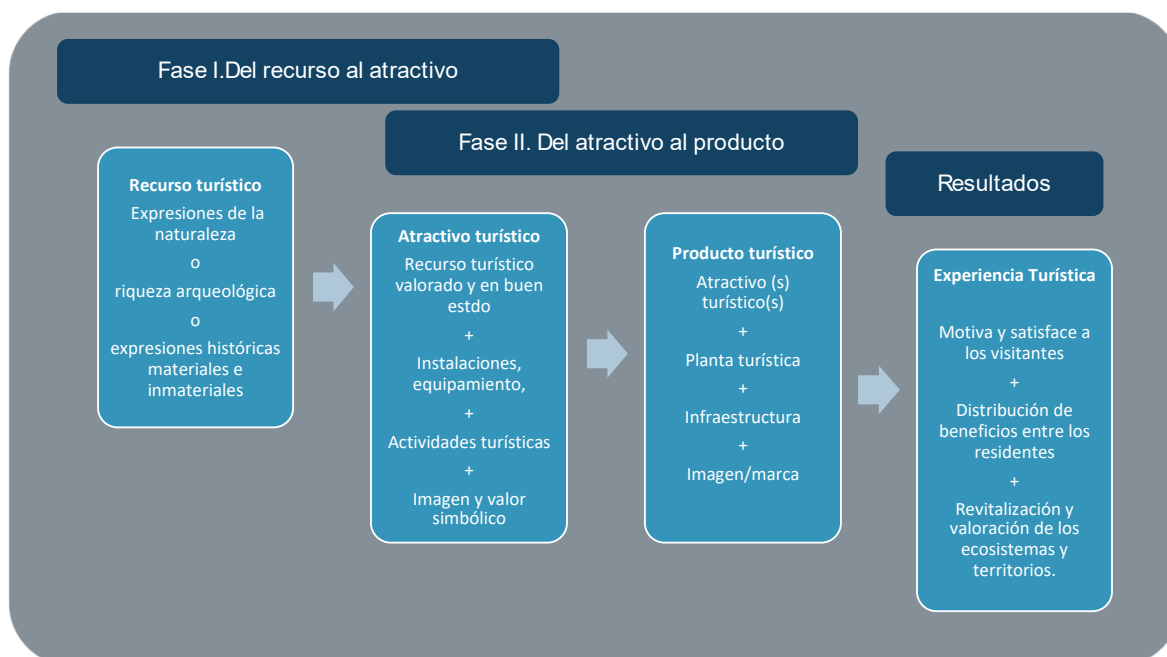 Fase I.Del recurso al atractivo
Fase II. Del atractivo al producto
Resultados
Recurso turístico
Expresiones de la
naturaleza
o
riqueza arqueológica
o
expresiones históricas
materiales e
inmateriales
Atractivo turístico
Recurso turístico
valorado y en buen
estdo
+
Instalaciones,
equipamiento,
+
Actividades turísticas
+
Imagen y valor
simbólico
Producto turístico
Atractivo (s)
turístico(s)
+
Planta turística
+
Infraestructura
+
Imagen/marca
Experiencia Turística
Motiva y satisface a
los visitantes
+
Distribución de
beneficios entre los
residentes
+
Revitalización y
valoración de los
ecosistemas y
territorios.